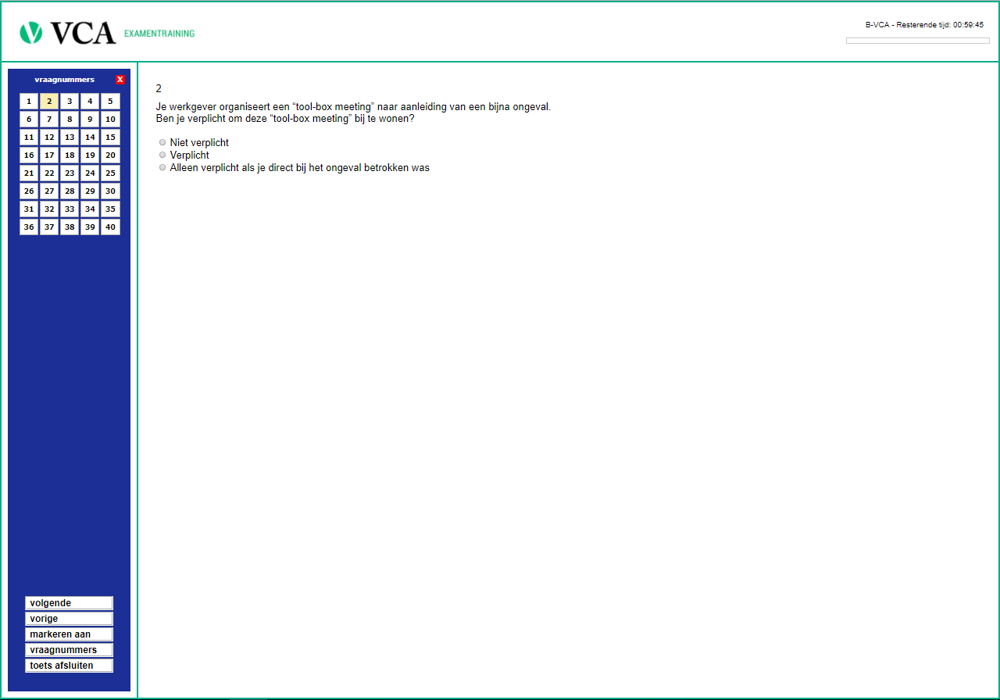 VCA EXAMENTRAINING
B-VCA - Resterende tijd: 00:59:45
vraagnummers X
1 2 3 4 5
6 7 8 9 10
11 12 13 14 15
16 17 18 19 20
21 22 23 24 25
26 27 28 29 30
31 32 33 34 35
36 37 38 39 40
volgende
vorige
markeren aan
vraagnummers
toets afsluiten
2
Je werkgever organiseert een “tool-box meeting” naar aanleiding van een bijna ongeval.
Ben je verplicht om deze “tool-box meeting” bij te wonen?
Niet verplicht
Verplicht
Alleen verplicht als je direct bij het ongeval betrokken was